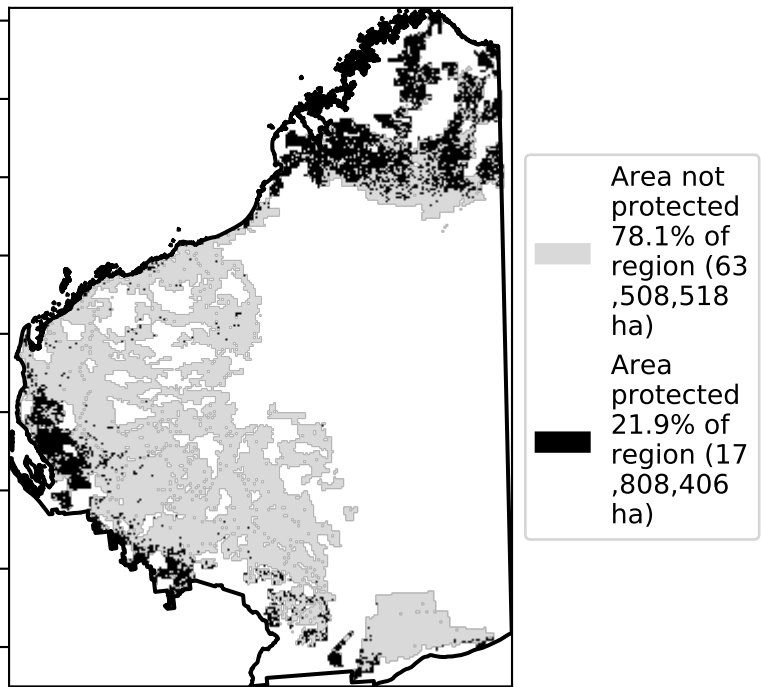 Area not
protected
78.1% of
region (63
,508,518
ha)
Area
protected
21.9% of
region (17
,808,406
ha)